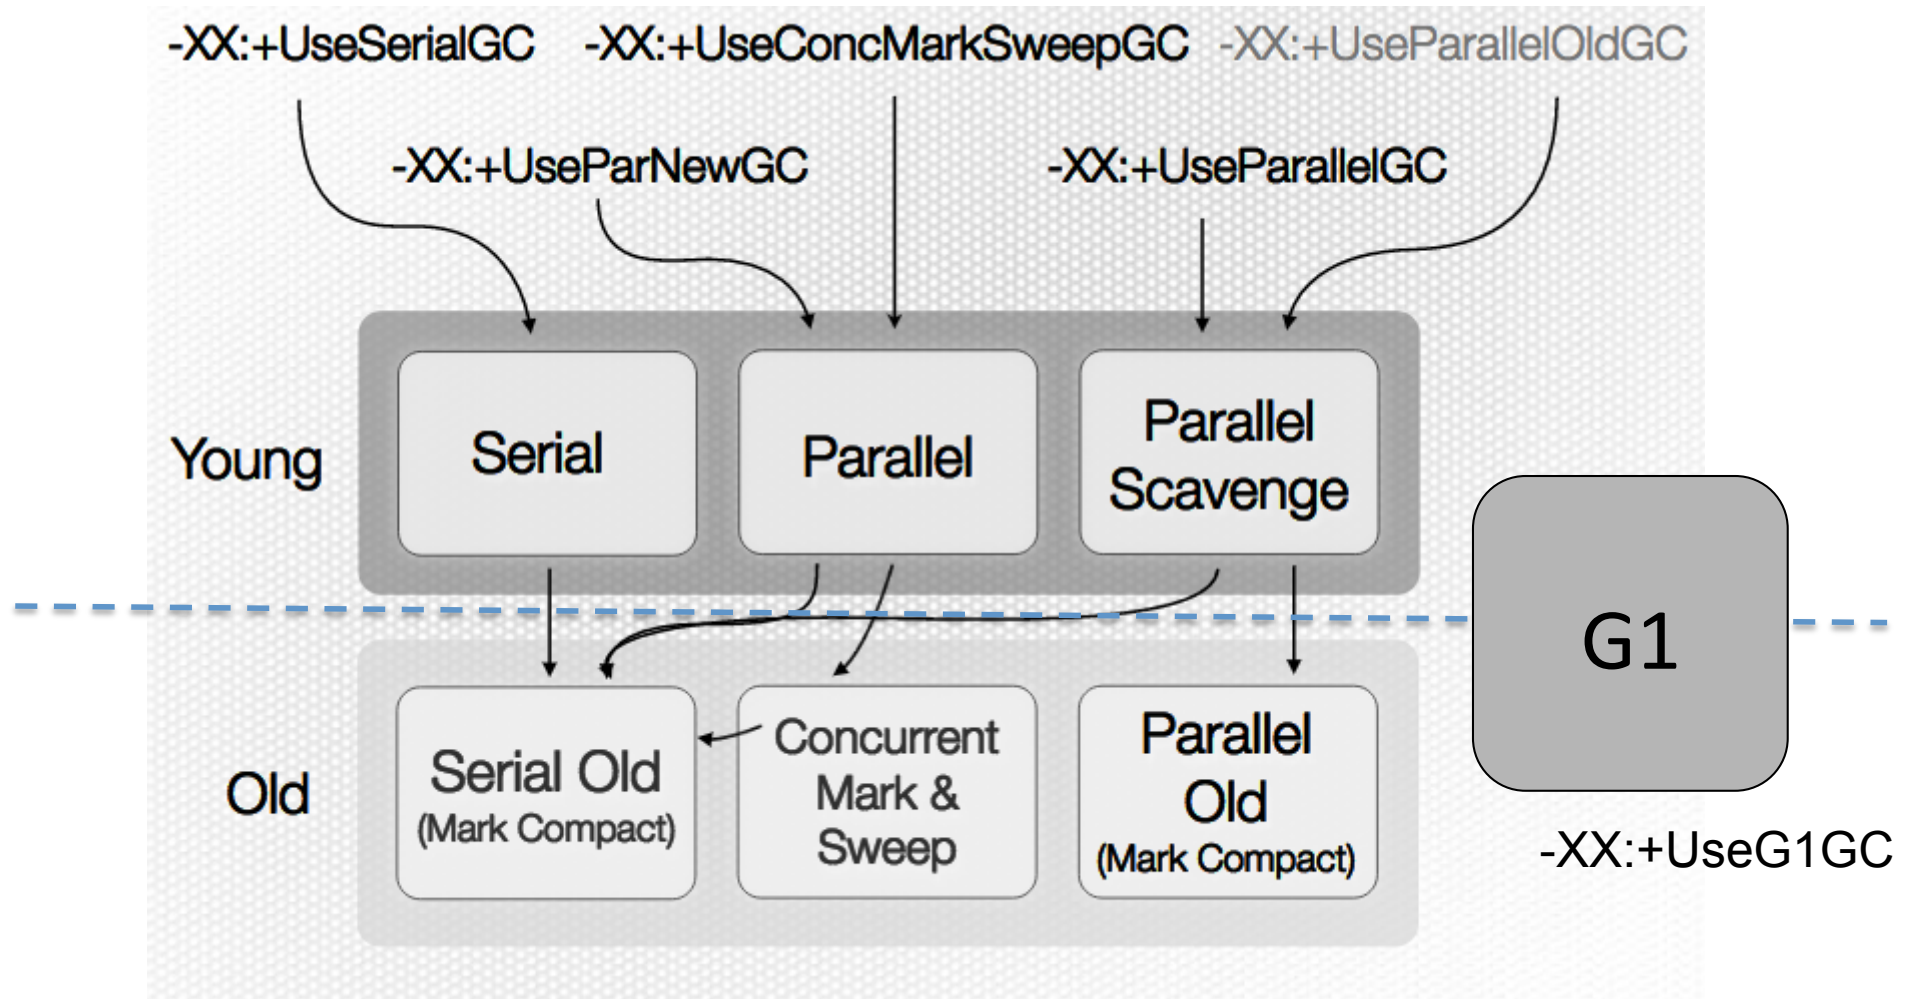 -XX:+UseSerialGC
-XX:+UseConcMarkSweepGC
-XX:+UseParallelOldGC
-XX:+UseParNewGC
-XX:+UseParallelGC
Young
Serial
Parallel
Parallel
Scavenge
G1
Old
Serial Old
(Mark Compact)
Concurrent
Mark &
Sweep
Parallel
Old
(Mark Compact)
-XX:+UseG1GC